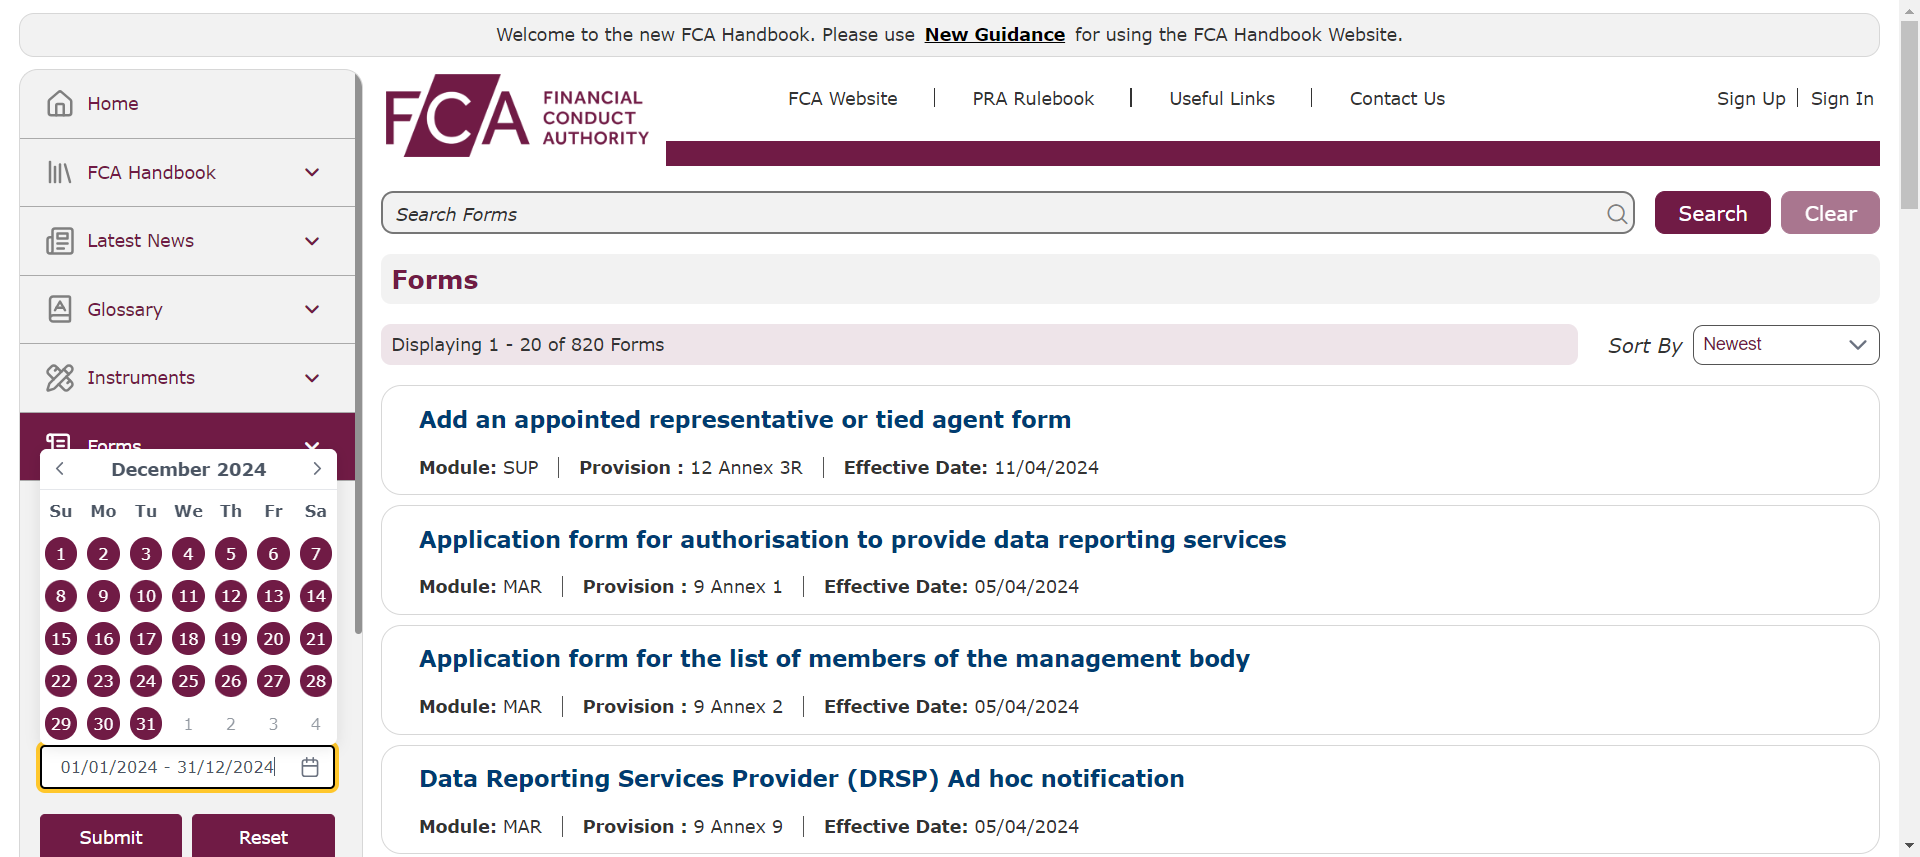 Welcome to the new FCA Handbook. Please use New Guidance for using the FCA Handbook Website.
Home
FCA Handbook
Latest News
Glossary
Instruments
Forms
December 2024
Su Mo Tu We Th Fr Sa
1 2 3 4 5 6 7
8 9 10 11 12 13 14
15 16 17 18 19 20 21
22 23 24 25 26 27 28
29 30 31 1 2 3 4
01/01/2024 - 31/12/2024
Submit Reset
FCA FINANCIAL
CONDUCT
AUTHORITY
FCA Website PRA Rulebook Useful Links Contact Us
Sign Up Sign In
Search Forms
Search Clear
Forms
Displaying 1 - 20 of 820 Forms
Sort By Newest
Add an appointed representative or tied agent form
Module: SUP Provision : 12 Annex 3R Effective Date: 11/04/2024
Application form for authorisation to provide data reporting services
Module: MAR Provision : 9 Annex 1 Effective Date: 05/04/2024
Application form for the list of members of the management body
Module: MAR Provision : 9 Annex 2 Effective Date: 05/04/2024
Data Reporting Services Provider (DRSP) Ad hoc notification
Module: MAR Provision : 9 Annex 9 Effective Date: 05/04/2024